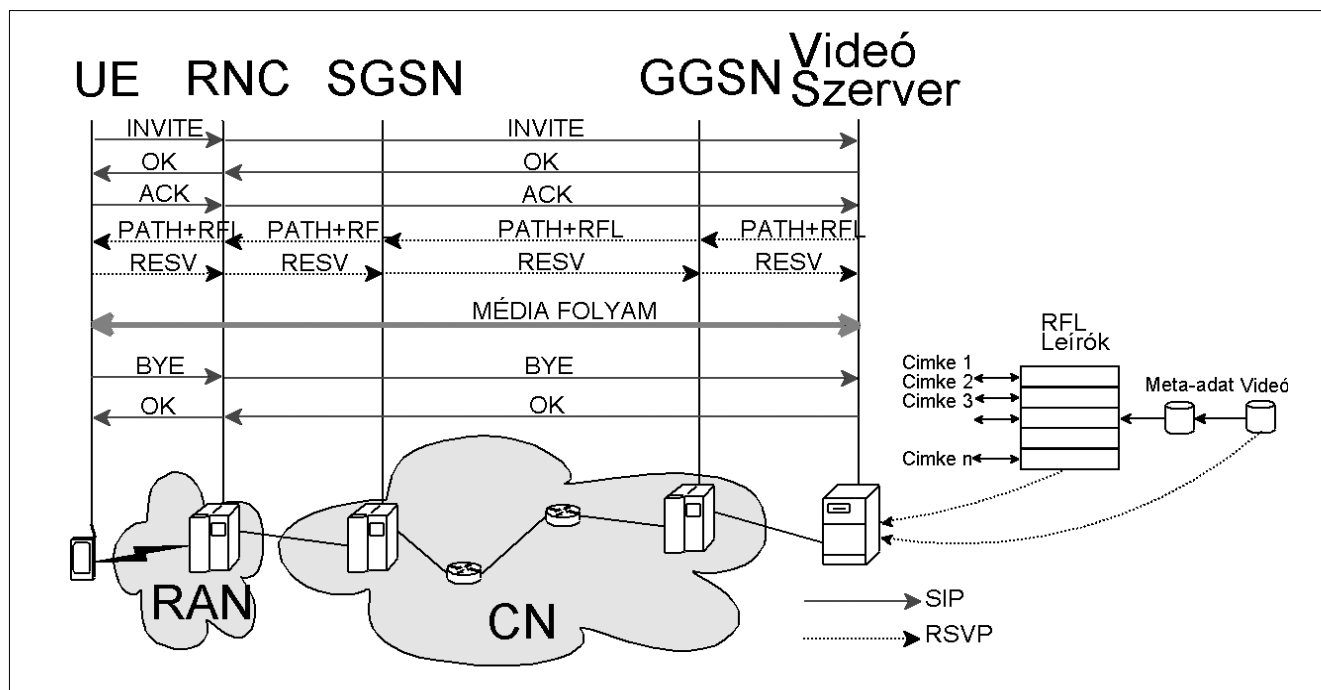 UE RNC SGSN GGSN Videó
Szerver
INVITE INVITE
OK OK
ACK ACK
PATH+RFL PATH+RF PATH+RFL PATH+RFL
RESV RESV RESV RESV
MÉDIA FOLYAM
BYE BYE
OK OK
RFL
Leírók
Cimke 1
Cimke 2
Cimke 3
Cimke n
Meta-adat Videó
RAN
CN
SIP
RSVP